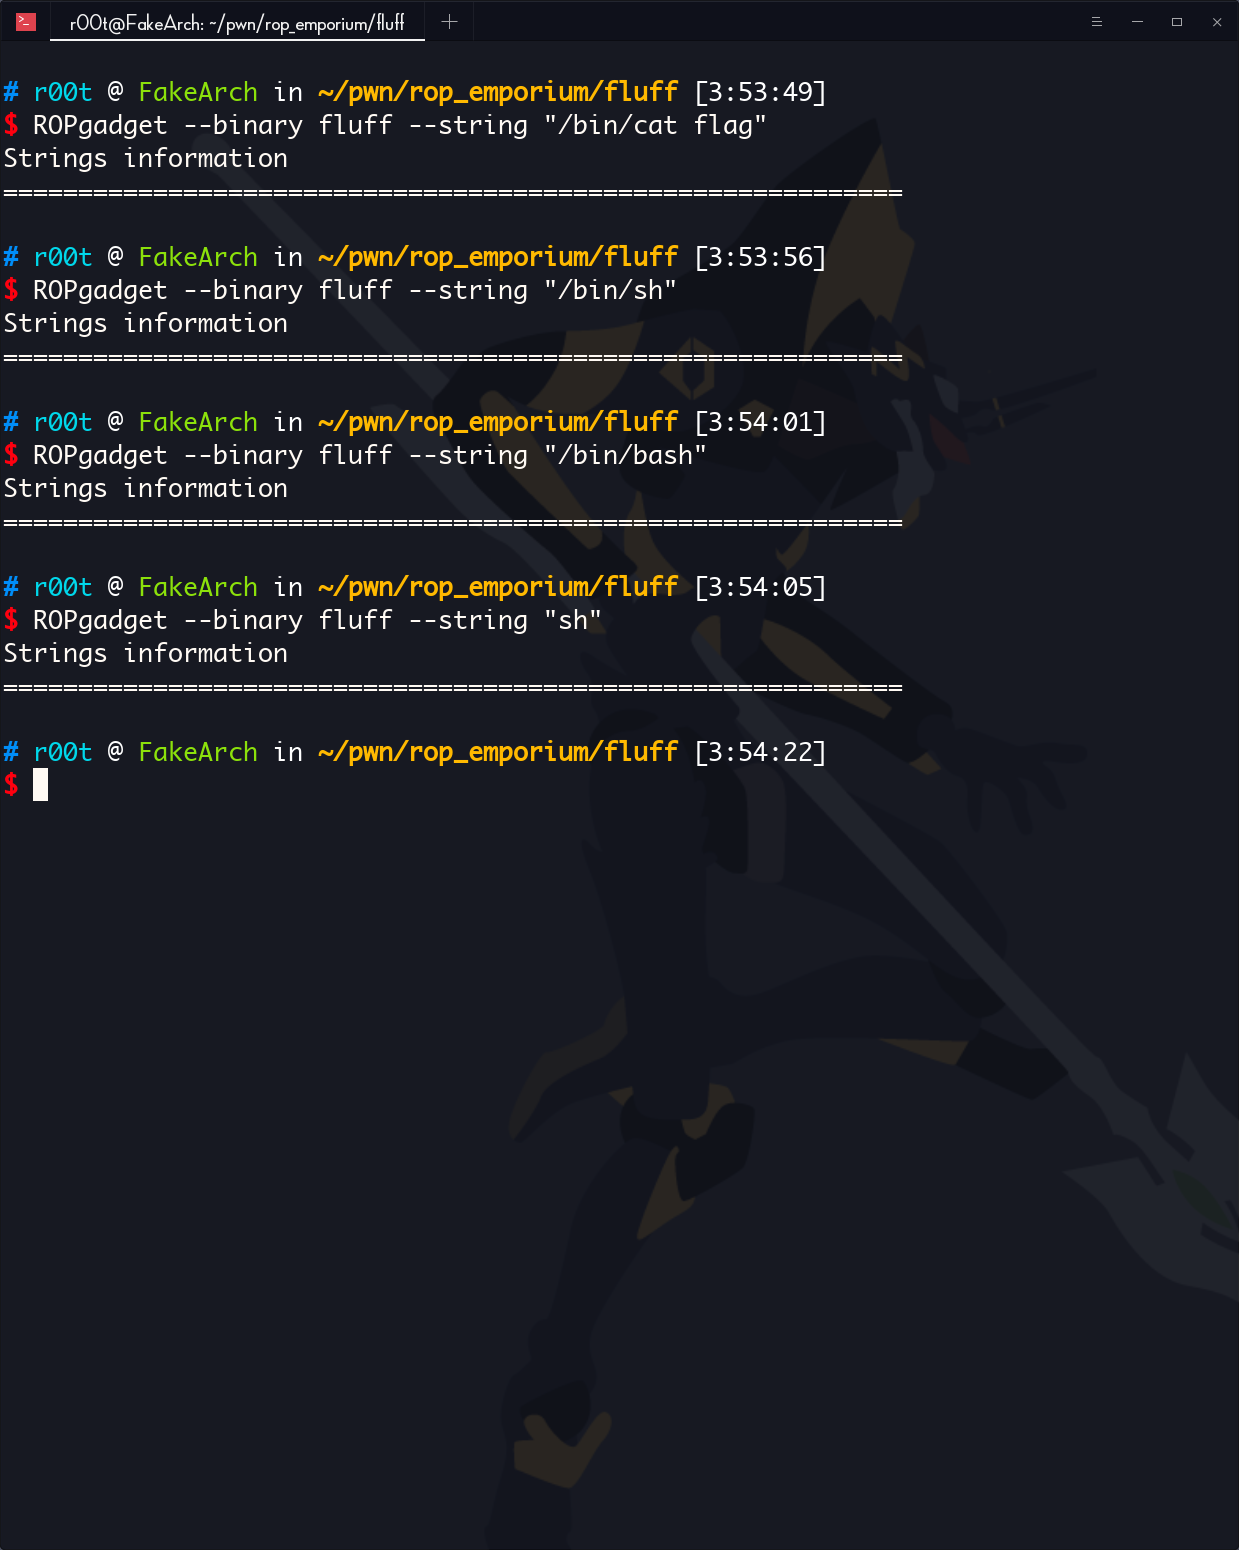 r00t@FakeArch: ~/pwn/rop_emporium/fluff
# r00t @ FakeArch in ~/pwn/rop_emporium/fluff [3:53:49]
$ ROPgadget --binary fluff --string "/bin/cat flag"
Strings information
============================================================
# r00t @ FakeArch in ~/pwn/rop_emporium/fluff [3:53:56]
$ ROPgadget --binary fluff --string "/bin/sh"
Strings information
============================================================
# r00t @ FakeArch in ~/pwn/rop_emporium/fluff [3:54:01]
$ ROPgadget --binary fluff --string "/bin/bash"
Strings information
============================================================
# r00t @ FakeArch in ~/pwn/rop_emporium/fluff [3:54:05]
$ ROPgadget --binary fluff --string "sh"
Strings information
============================================================
# r00t @ FakeArch in ~/pwn/rop_emporium/fluff [3:54:22]
$